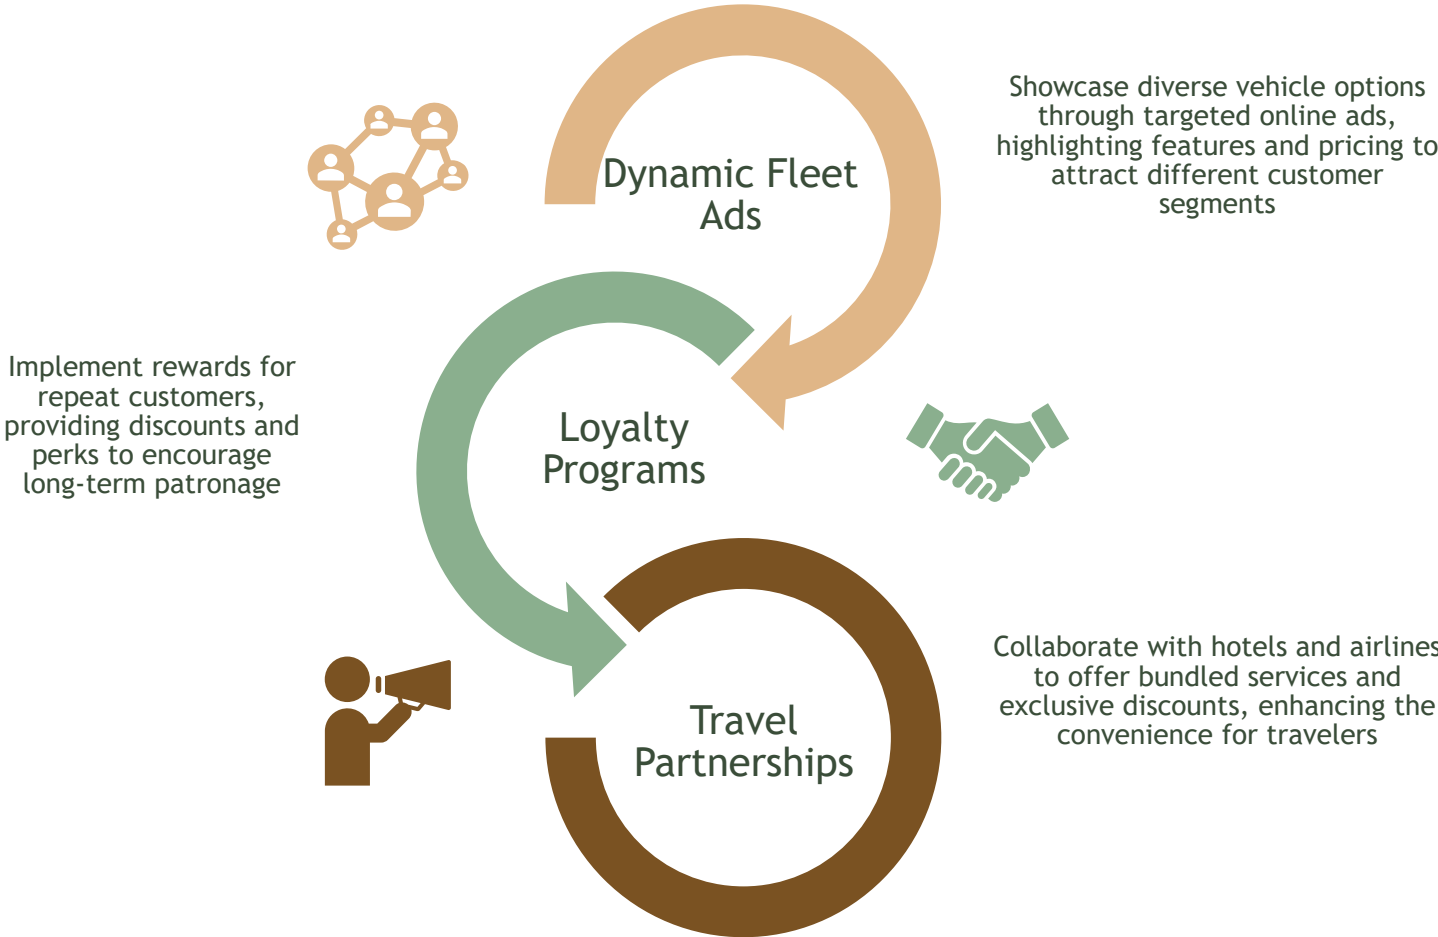 Dynamic Fleet
Ads
Showcase diverse vehicle options
through targeted online ads,
highlighting features and pricing to
attract different customer
segments
Implement rewards for
repeat customers,
providing discounts and
perks to encourage
long-term patronage
Loyalty
Programs
Travel
Partnerships
Collaborate with hotels and airlines
to offer bundled services and
exclusive discounts, enhancing the
convenience for travelers